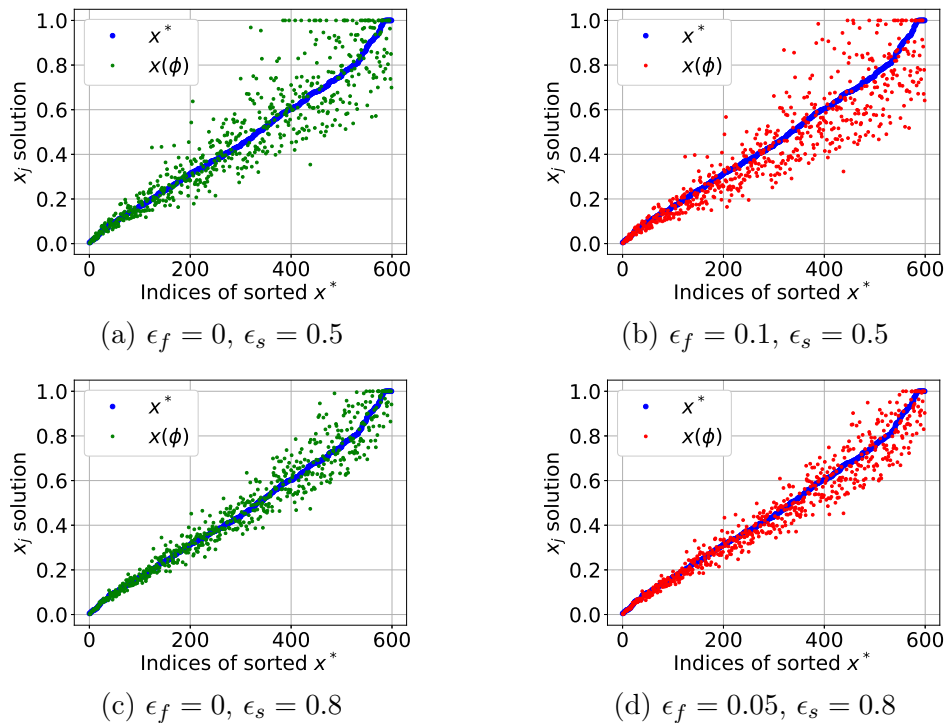 1.0
0.8
0.6
0.4
0.2
0.0
x_j solution
x*
x(ϕ)
0 200 400 600
Indices of sorted x*
(a) ϵ_f = 0, ϵ_s = 0.5
1.0
0.8
0.6
0.4
0.2
0.0
x_j solution
x*
x(ϕ)
0 200 400 600
Indices of sorted x*
(b) ϵ_f = 0.1, ϵ_s = 0.5
1.0
0.8
0.6
0.4
0.2
0.0
x_j solution
x*
x(ϕ)
0 200 400 600
Indices of sorted x*
(c) ϵ_f = 0, ϵ_s = 0.8
1.0
0.8
0.6
0.4
0.2
0.0
x_j solution
x*
x(ϕ)
0 200 400 600
Indices of sorted x*
(d) ϵ_f = 0.05, ϵ_s = 0.8